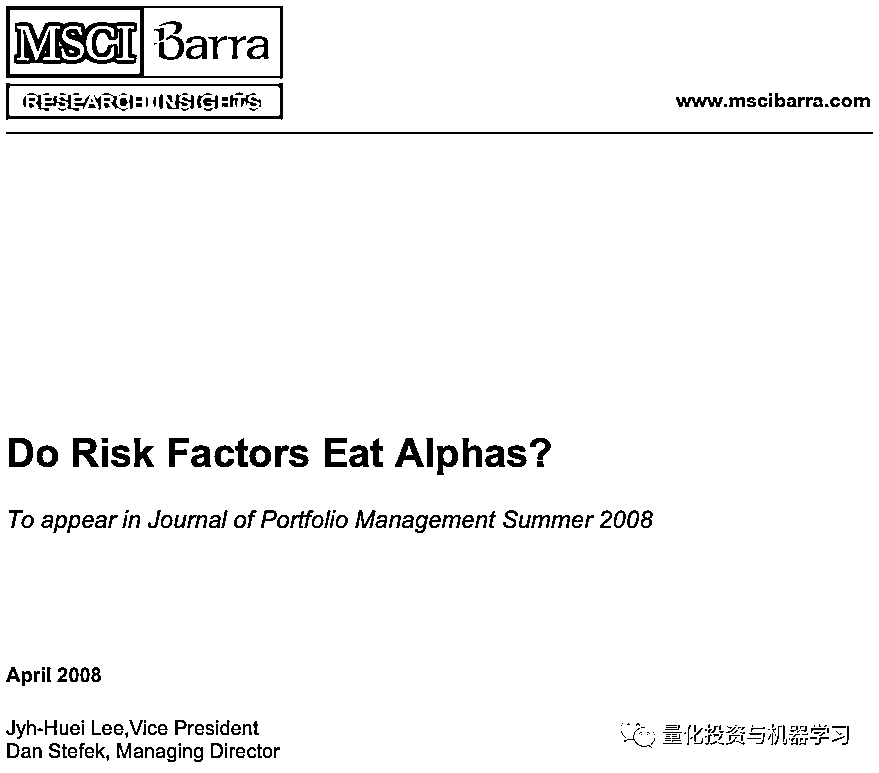 MSCI Barra
RESEARCH INSIGHTS
www.mscibarra.com
Do Risk Factors Eat Alphas?
To appear in Journal of Portfolio Management Summer 2008
April 2008
Jyh-Huei Lee,Vice President
Dan Stefek, Managing Director
量化投资与机器学习